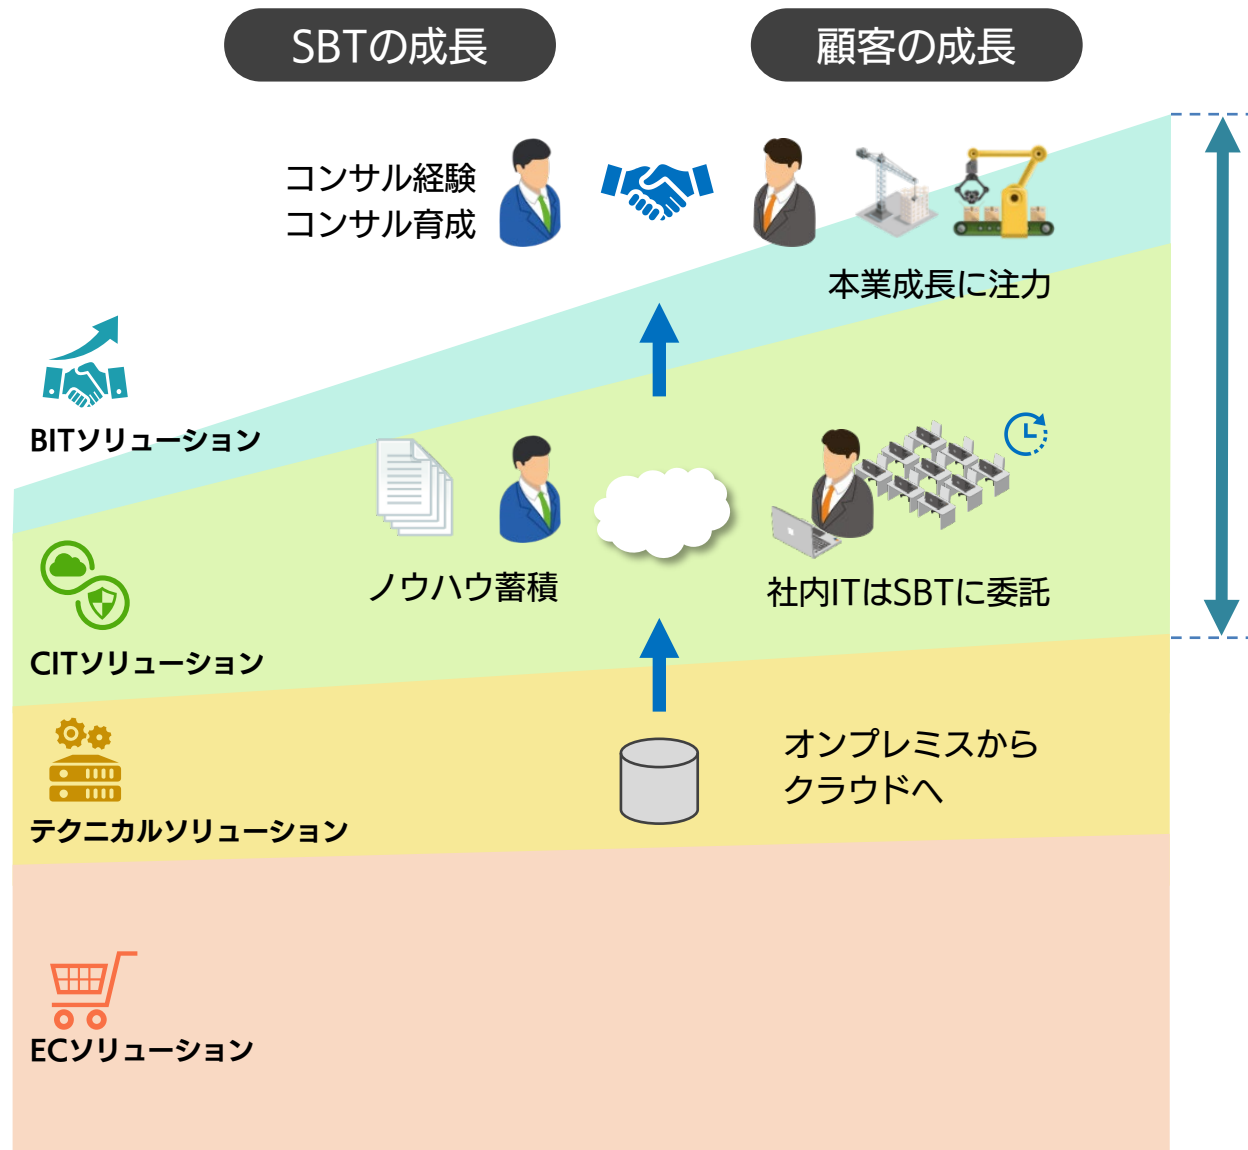 SBTの成長
顧客の成長
コンサル経験
コンサル育成
本業成長に注力
BITソリューション
ノウハウ蓄積
社内ITはSBTに委託
CITソリューション
オンプレミスから
クラウドへ
テクニカルソリューション
ECソリューション